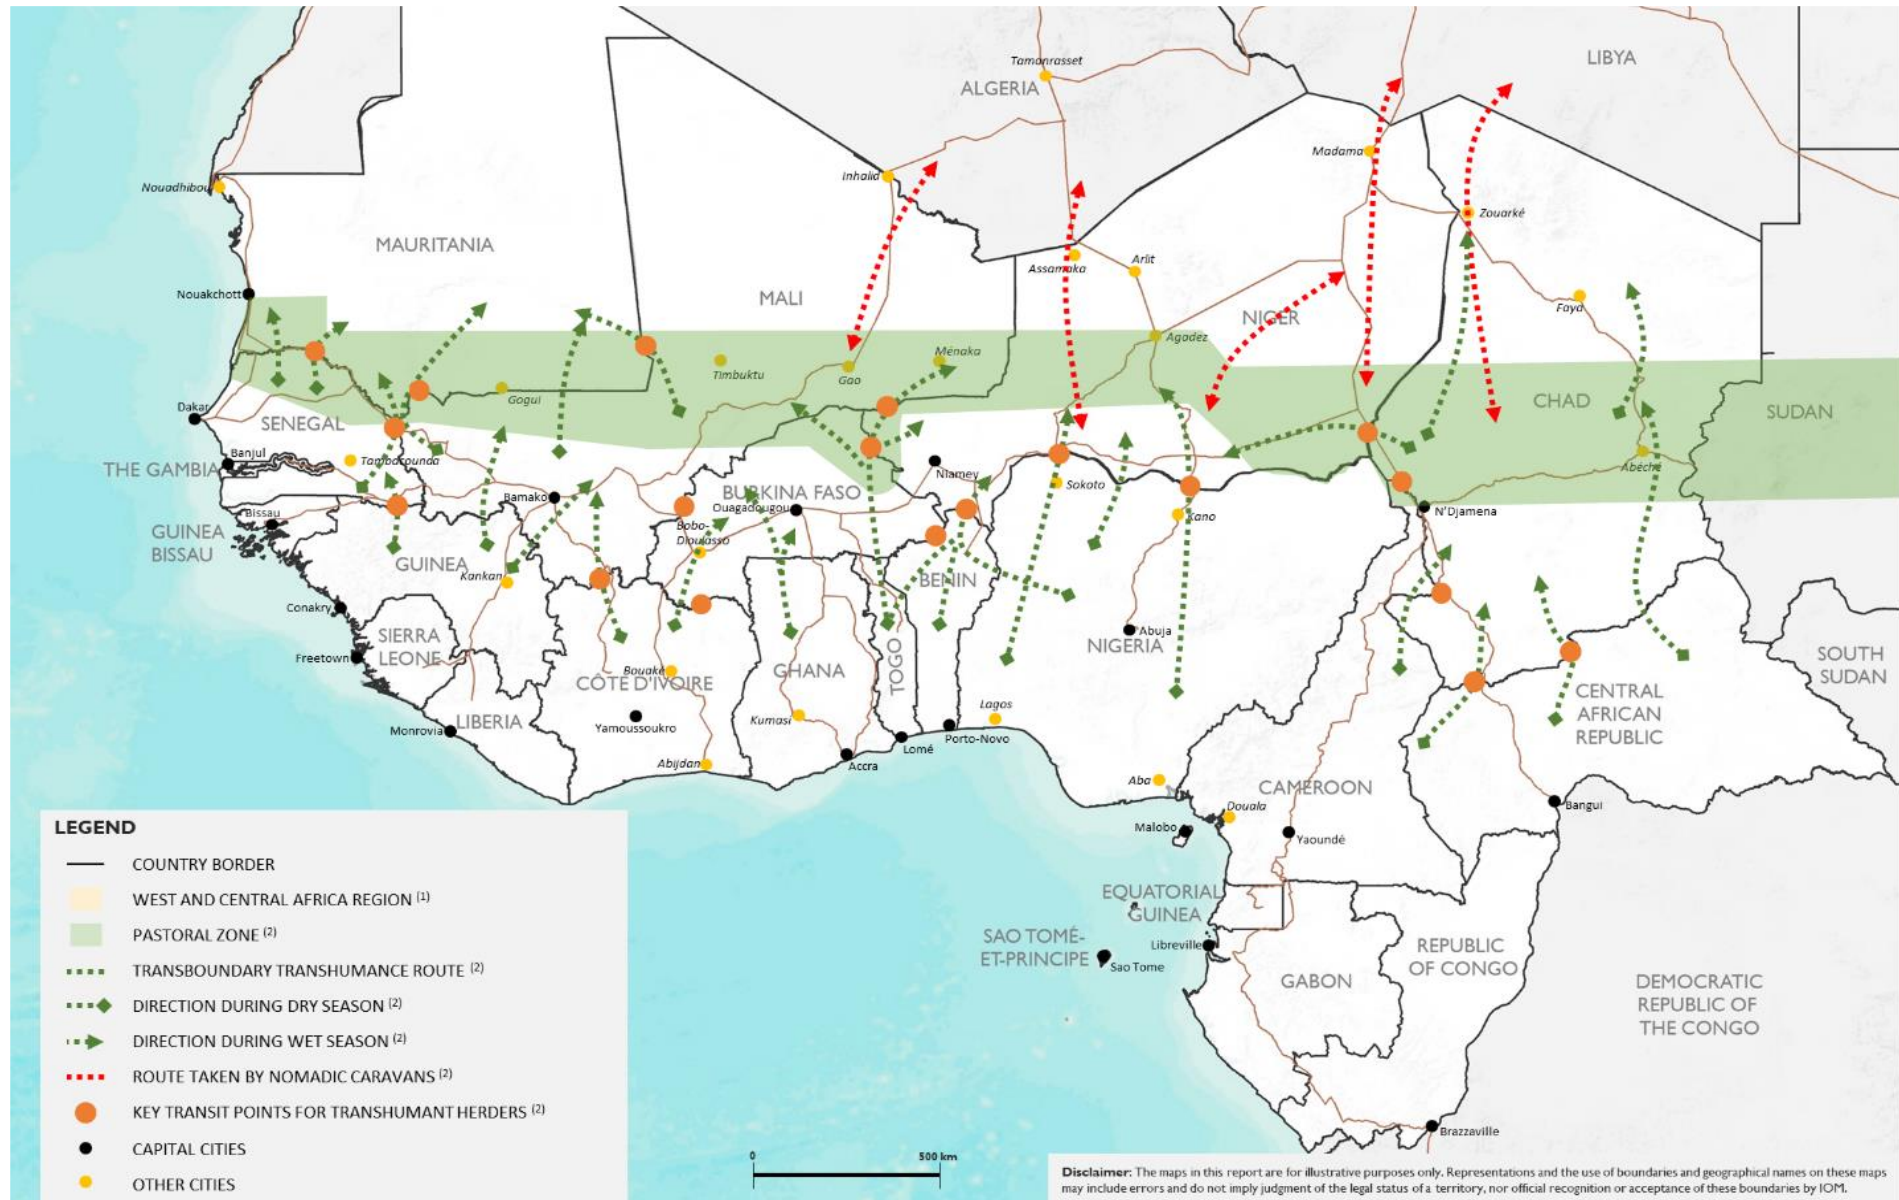 LIBYA
Tamanrasset
ALGERIA
Madama
Inhalid
Nouadhibou
Zouarké
MAURITANIA
Arlit
Assamaka
Nouakchott
MALI
Faya
NIGER
Agadez
Ménaka
Timbuktu
Gao
Gogui
CHAD
SUDAN
Dakar
SENEGAL
Banjul
Tambacounda
THE GAMBIA
Abéché
Niamey
Sokoto
BURKINA FASO
Ouagadougou
Bamako
Bissau
N'Djamena
Kano
GUINEA
BISSAU
Bobo-
Dioulasso
GUINEA
Kankan
BENIN
Conakry
Abuja
NIGERIA
SIERRA
LEONE
Freetown
SOUTH
SUDAN
TOGO
GHANA
Bouaké
CÔTE D'IVOIRE
CENTRAL
AFRICAN
REPUBLIC
Lagos
Kumasi
LIBERIA
Yamoussoukro
Monrovia
Porto-Novo
Lomé
Accra
Abijdan
Aba
CAMEROON
Douala
Bangui
Malobo
Yaoundé
EQUATORIAL
GUINEA
SAO TOMÉ-
ET-PRINCIPE
Libreville
Sao Tome
REPUBLIC
OF CONGO
GABON
DEMOCRATIC
REPUBLIC OF
THE CONGO
Brazzaville
LEGEND
COUNTRY BORDER
WEST AND CENTRAL AFRICA REGION (1)
PASTORAL ZONE (2)
TRANSBOUNDARY TRANSHUMANCE ROUTE (2)
DIRECTION DURING DRY SEASON (2)
DIRECTION DURING WET SEASON (2)
ROUTE TAKEN BY NOMADIC CARAVANS (2)
KEY TRANSIT POINTS FOR TRANSHUMANT HERDERS (2)
CAPITAL CITIES
OTHER CITIES
0 500 km
Disclaimer: The maps in this report are for illustrative purposes only. Representations and the use of boundaries and geographical names on these maps
may include errors and do not imply judgment of the legal status of a territory, nor official recognition or acceptance of these boundaries by IOM.